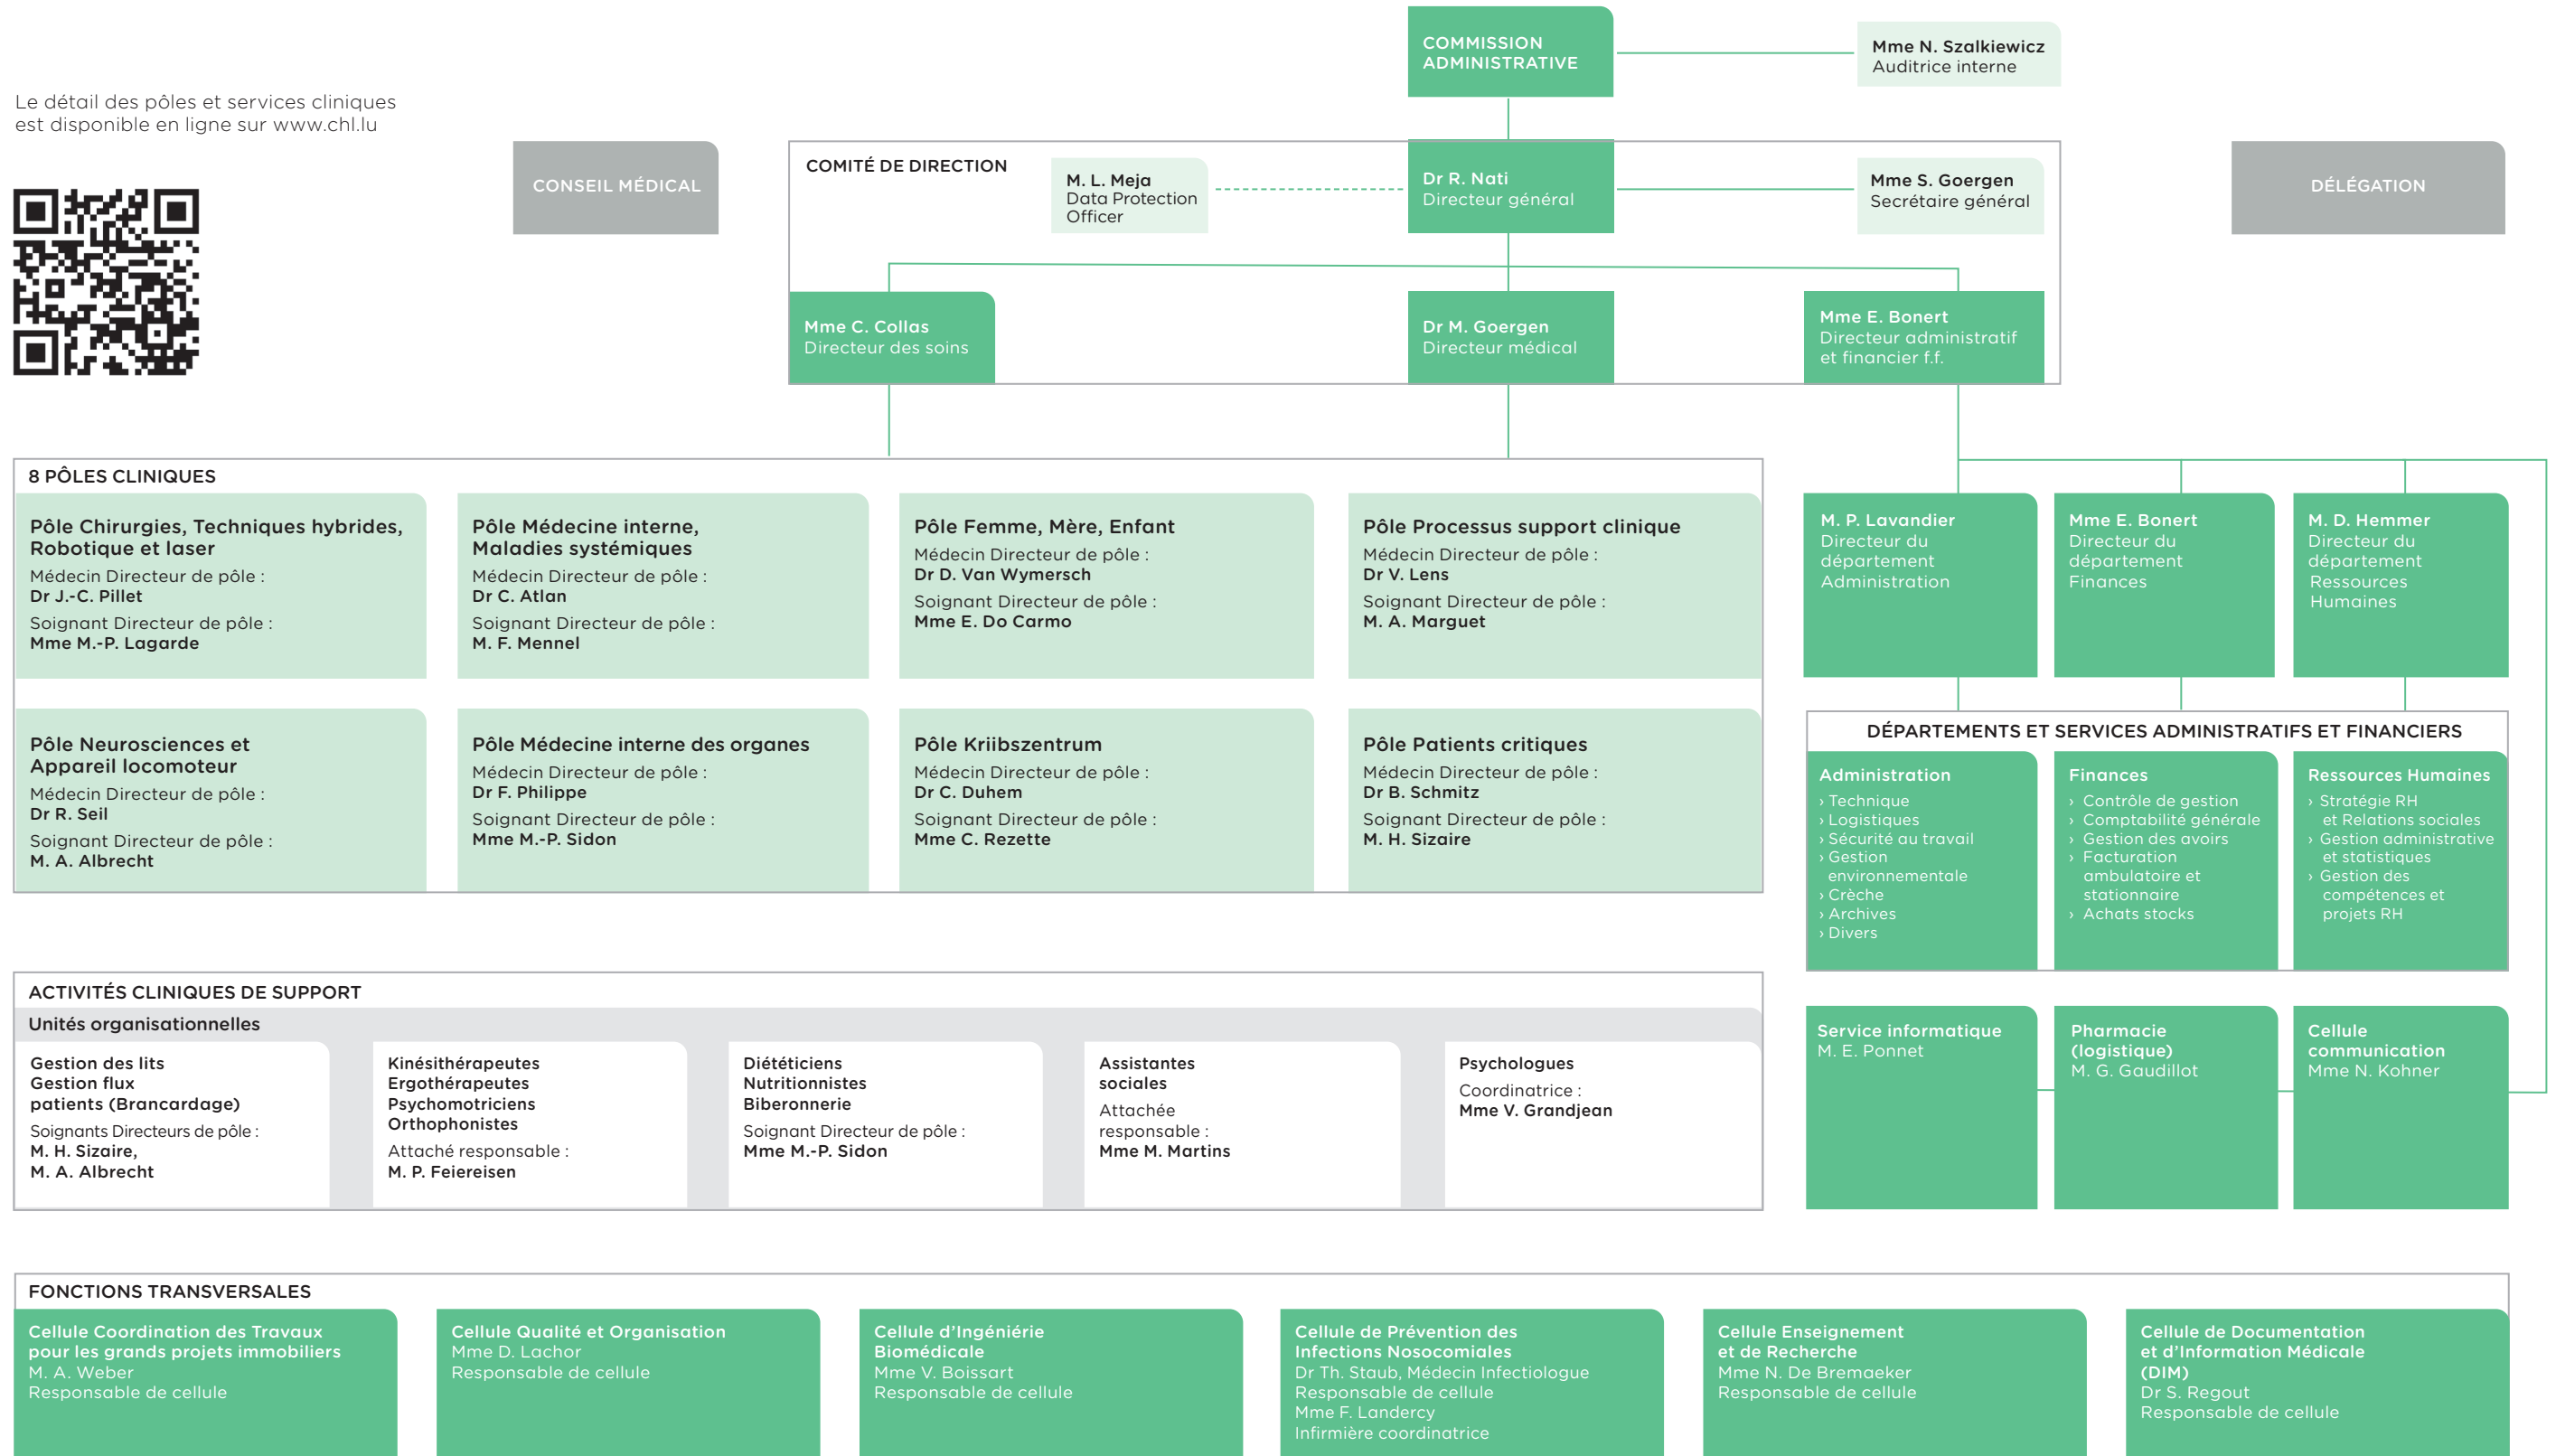 COMMISSION
ADMINISTRATIVE
Mme N. Szalkiewicz
Auditrice interne
Le détail des pôles et services cliniques
est disponible en ligne sur www.chl.lu
CONSEIL MÉDICAL
COMITÉ DE DIRECTION
M. L. Meja
Data Protection
Officer
Dr R. Nati
Directeur général
Mme S. Goergen
Secrétaire général
DÉLÉGATION
Mme C. Collas
Directeur des soins
Dr M. Goergen
Directeur médical
Mme E. Bonert
Directeur administratif
et financier f.f.
8 PÔLES CLINIQUES
Pôle Chirurgies, Techniques hybrides,
Robotique et laser
Médecin Directeur de pôle :
Dr J.-C. Pillet
Soignant Directeur de pôle :
Mme M.-P. Lagarde
Pôle Médecine interne,
Maladies systémiques
Médecin Directeur de pôle :
Dr C. Atlan
Soignant Directeur de pôle :
M. F. Mennel
Pôle Femme, Mère, Enfant
Médecin Directeur de pôle :
Dr D. Van Wymersch
Soignant Directeur de pôle :
Mme E. Do Carmo
Pôle Processus support clinique
Médecin Directeur de pôle :
Dr V. Lens
Soignant Directeur de pôle :
M. A. Marguet
M. P. Lavandier
Directeur du
département
Administration
Mme E. Bonert
Directeur du
département
Finances
M. D. Hemmer
Directeur du
département
Ressources
Humaines
Pôle Neurosciences et
Appareil locomoteur
Médecin Directeur de pôle :
Dr R. Seil
Soignant Directeur de pôle :
M. A. Albrecht
Pôle Médecine interne des organes
Médecin Directeur de pôle :
Dr F. Philippe
Soignant Directeur de pôle :
Mme M.-P. Sidon
Pôle Kriibszentrum
Médecin Directeur de pôle :
Dr C. Duhem
Soignant Directeur de pôle :
Mme C. Rezette
Pôle Patients critiques
Médecin Directeur de pôle :
Dr B. Schmitz
Soignant Directeur de pôle :
M. H. Sizaire
DÉPARTEMENTS ET SERVICES ADMINISTRATIFS ET FINANCIERS
Administration
› Technique
› Logistiques
› Sécurité au travail
› Gestion
environnementale
› Crèche
› Archives
› Divers
Finances
› Contrôle de gestion
› Comptabilité générale
› Gestion des avoirs
› Facturation
ambulatoire et
stationnaire
› Achats stocks
Ressources Humaines
› Stratégie RH
et Relations sociales
› Gestion administrative
et statistiques
› Gestion des
compétences et
projets RH
ACTIVITÉS CLINIQUES DE SUPPORT
Unités organisationnelles
Gestion des lits
Gestion flux
patients (Brancardage)
Soignants Directeurs de pôle :
M. H. Sizaire,
M. A. Albrecht
Kinésithérapeutes
Ergothérapeutes
Psychomotriciens
Orthophonistes
Attaché responsable :
M. P. Feiereisen
Diététiciens
Nutritionnistes
Biberonnerie
Soignant Directeur de pôle :
Mme M.-P. Sidon
Assistantes
sociales
Attachée
responsable :
Mme M. Martins
Psychologues
Coordinatrice :
Mme V. Grandjean
Service informatique
M. E. Ponnet
Pharmacie
(logistique)
M. G. Gaudillot
Cellule
communication
Mme N. Kohner
FONCTIONS TRANSVERSALES
Cellule Coordination des Travaux
pour les grands projets immobiliers
M. A. Weber
Responsable de cellule
Cellule Qualité et Organisation
Mme D. Lachor
Responsable de cellule
Cellule d’Ingéniérie
Biomédicale
Mme V. Boissart
Responsable de cellule
Cellule de Prévention des
Infections Nosocomiales
Dr Th. Staub, Médecin Infectiologue
Responsable de cellule
Mme F. Landercy
Infirmière coordinatrice
Cellule Enseignement
et de Recherche
Mme N. De Bremaeker
Responsable de cellule
Cellule de Documentation
et d’Information Médicale
(DIM)
Dr S. Regout
Responsable de cellule